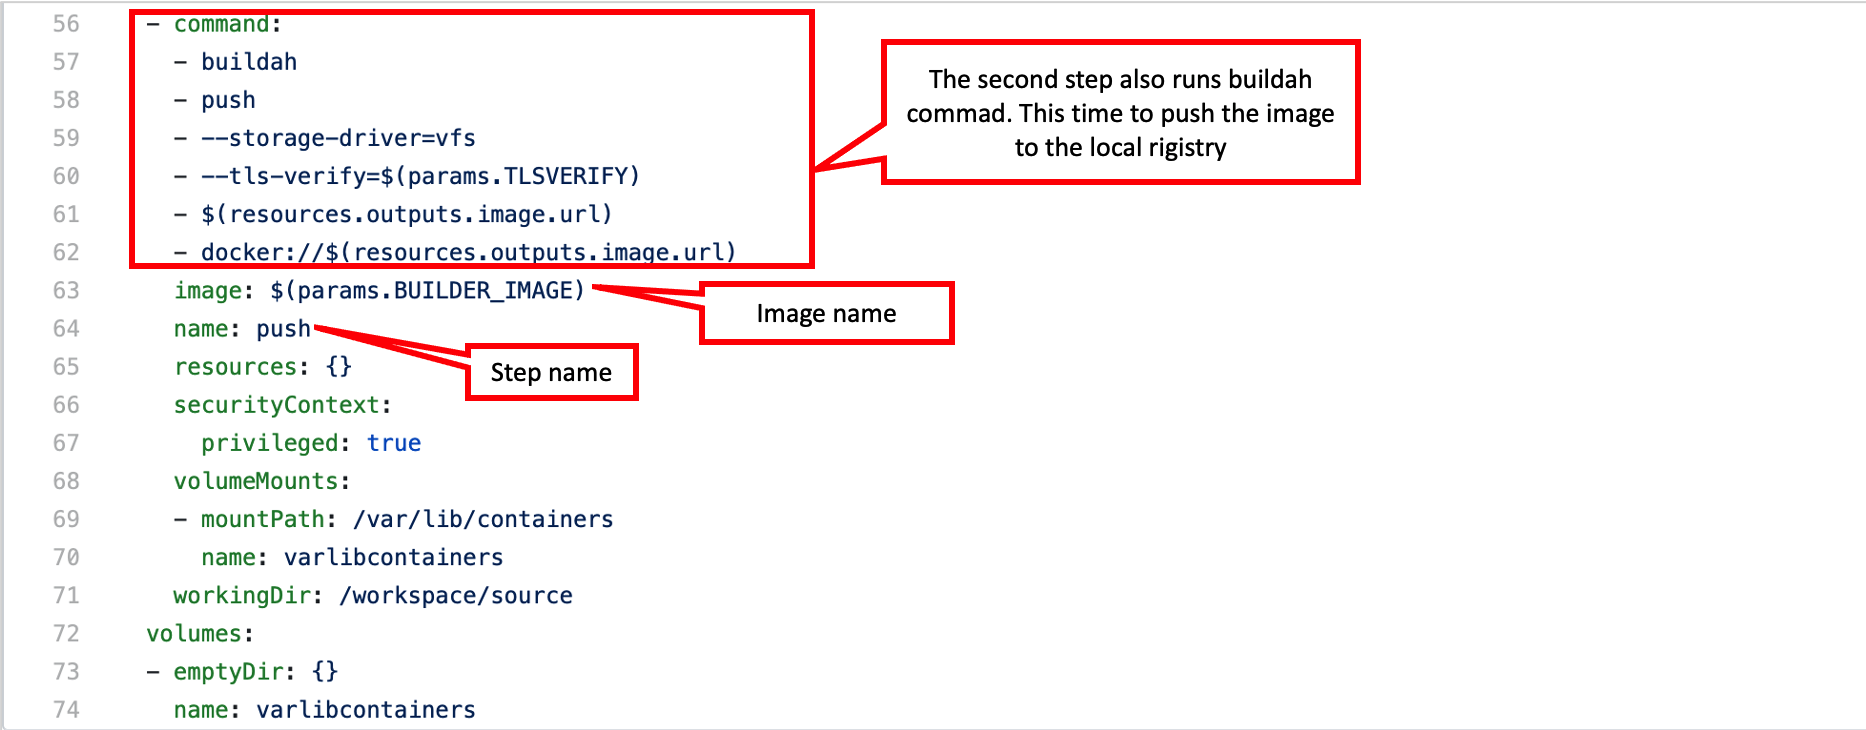 56 - command:
57 - buildah
58 - push
59 - --storage-driver=vfs
60 - --tls-verify=$(params.TLSVERIFY)
61 - $(resources.outputs.image.url)
62 - docker://$(resources.outputs.image.url)
63 image: $(params.BUILDER_IMAGE)
64 name: push
65 resources: {}
66 securityContext:
67 privileged: true
68 volumeMounts:
69 - mountPath: /var/lib/containers
70 name: varlibcontainers
71 workingDir: /workspace/source
72 volumes:
73 - emptyDir: {}
74 name: varlibcontainers
The second step also runs buildah
commad. This time to push the image
to the local rigistry
Image name
Step name